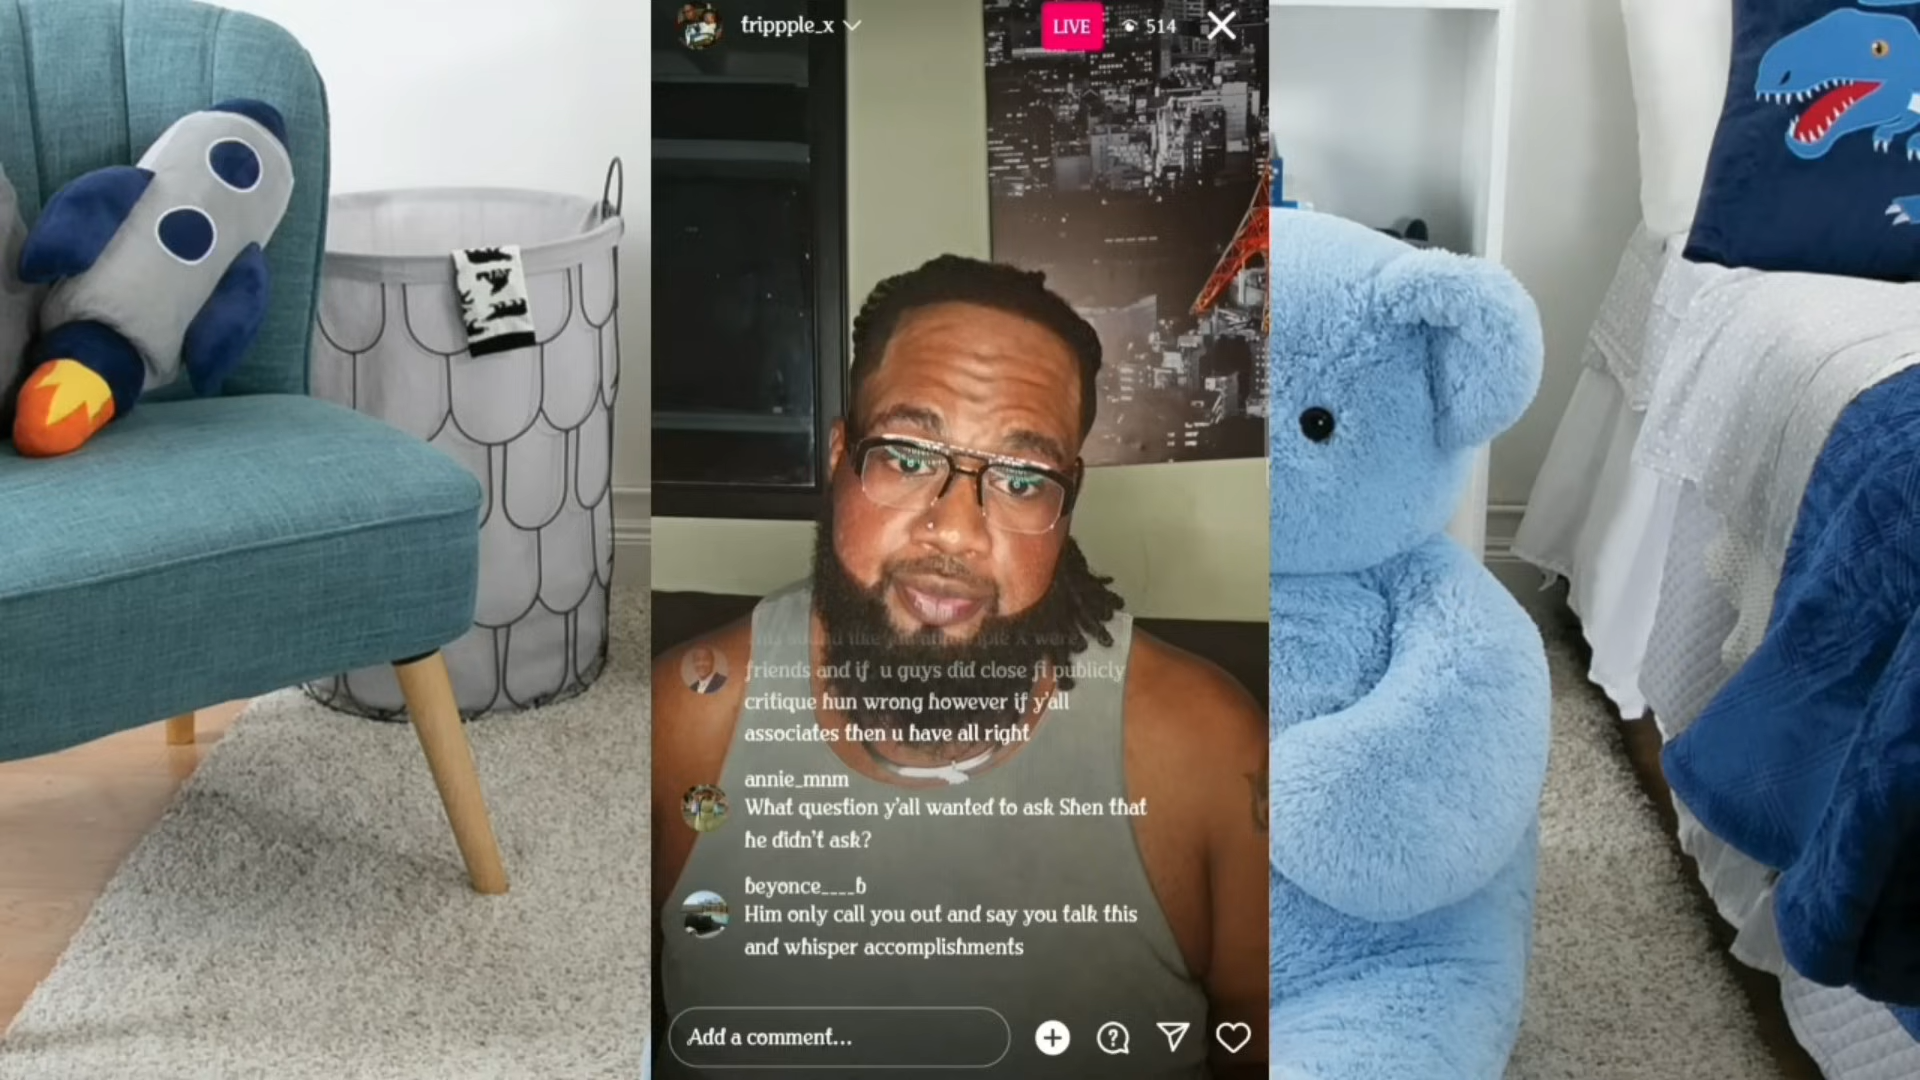 trippple_x
LIVE
514
friends and if u guys did close fi publicly
critique hun wrong however if y'all
associates then u have all right
annie_mnm
What question y'all wanted to ask Shen that
he didn't ask?
beyonce____b
Him only call you out and say you talk this
and whisper accomplishments
Add a comment...